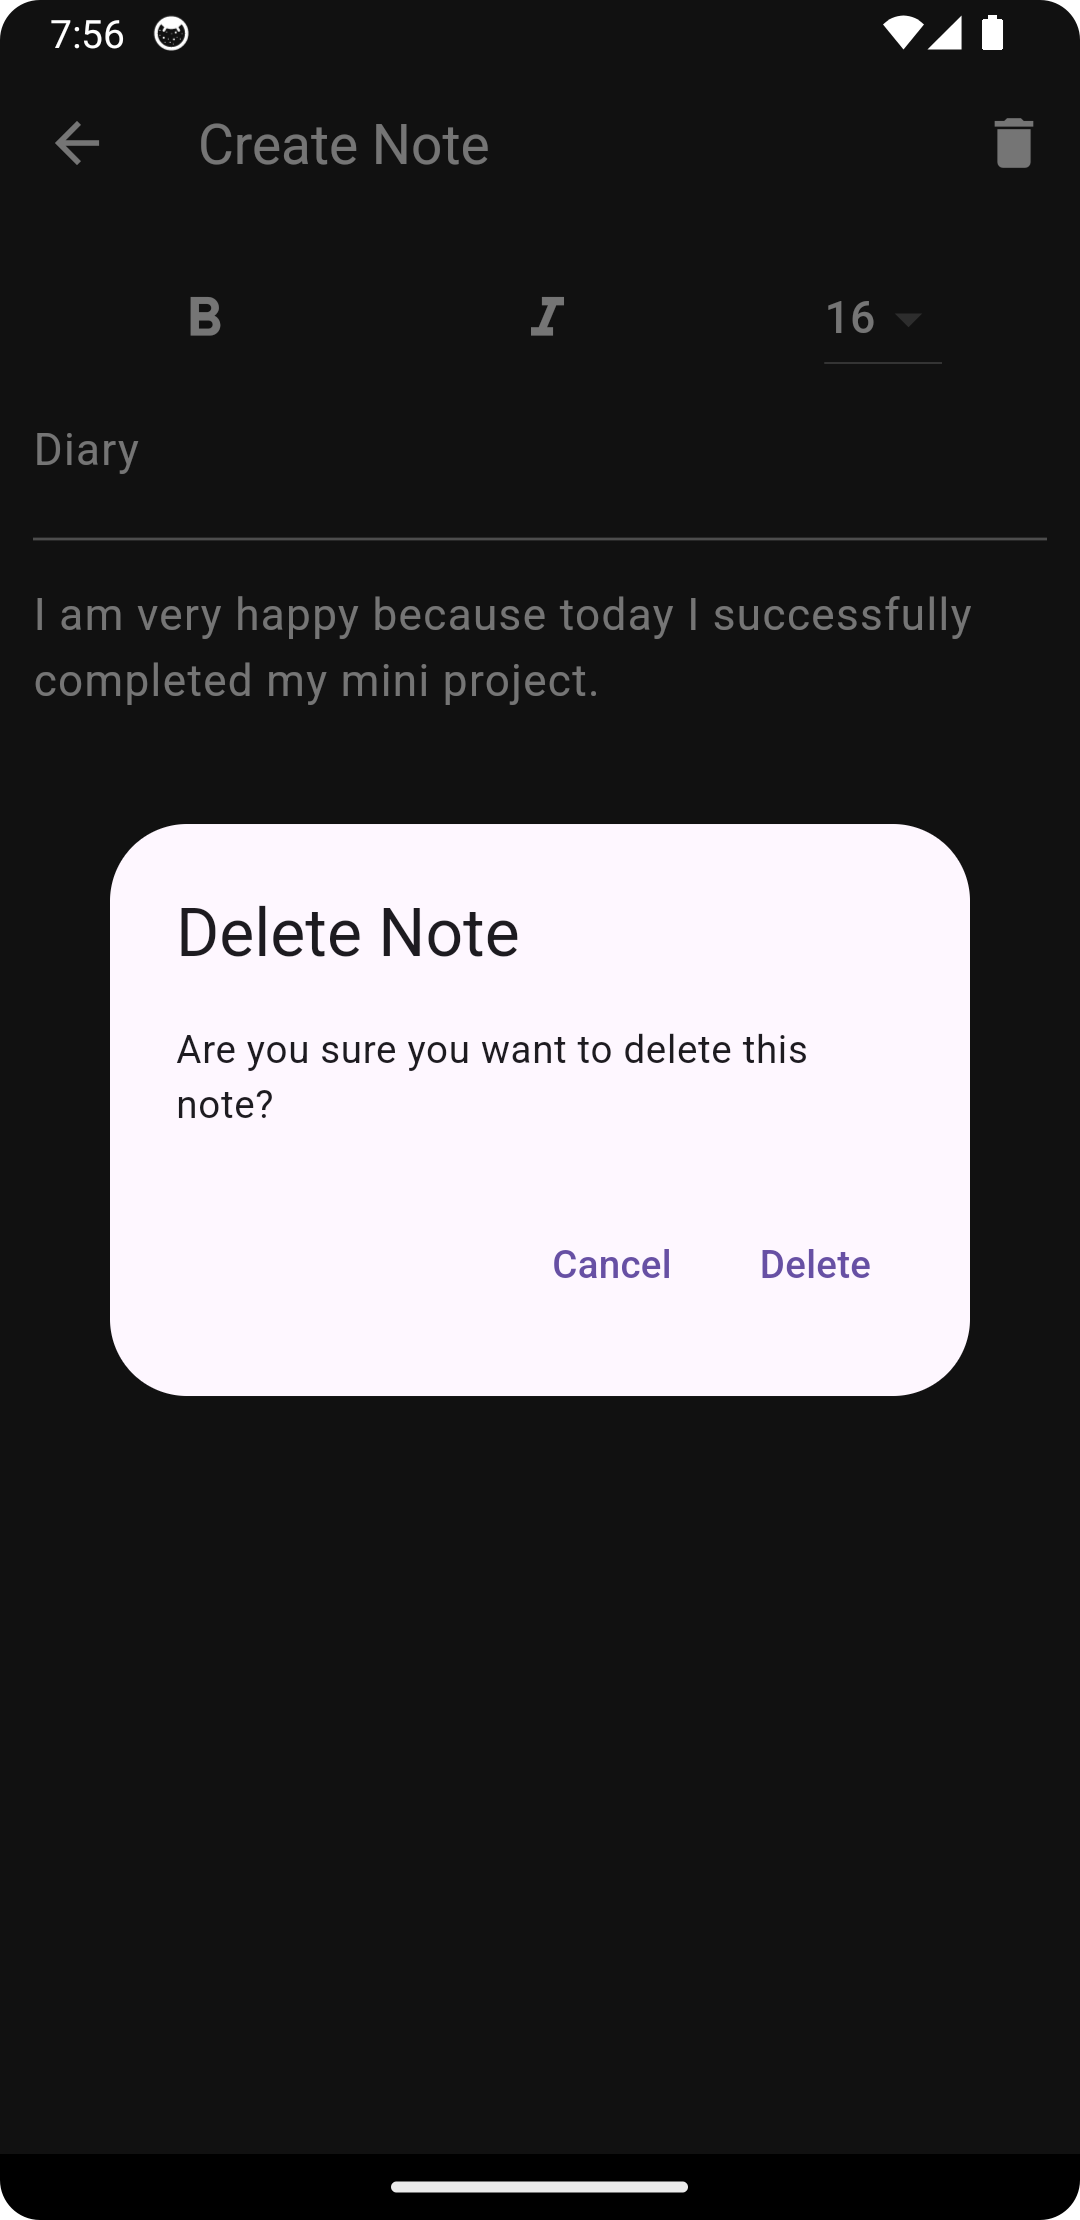 7:56
Create Note
B I 16
Diary
I am very happy because today I successfully
completed my mini project.
Delete Note
Are you sure you want to delete this
note?
Cancel Delete